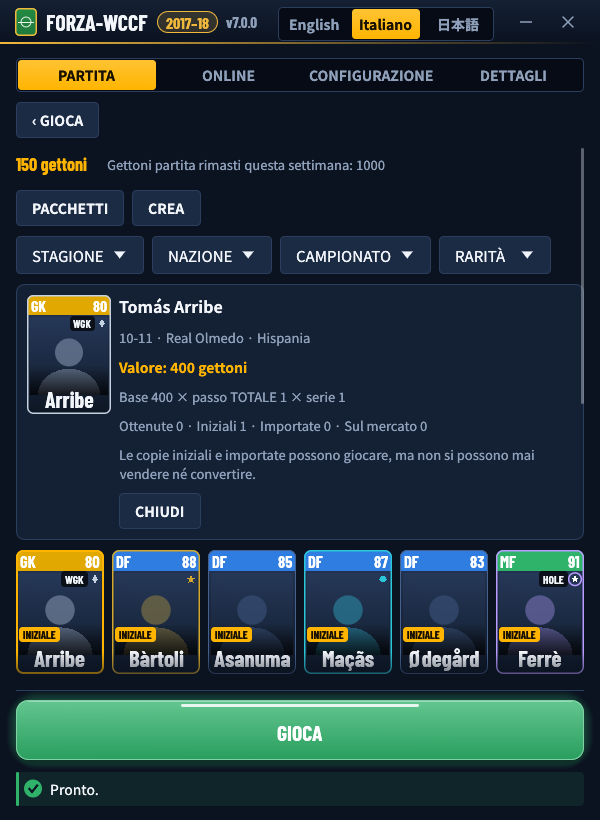 FORZA-WCCF 2017–18 v7.0.0 English Italiano 日本語
PARTITA ONLINE CONFIGURAZIONE DETTAGLI
‹ GIOCA
150 gettoni Gettoni partita rimasti questa settimana: 1000
PACCHETTI CREA
STAGIONE NAZIONE CAMPIONATO RARITÀ
GK 80
WGK
Arribe
Tomás Arribe
10-11 · Real Olmedo · Hispania
Valore: 400 gettoni
Base 400 × passo TOTALE 1 × serie 1
Ottenute 0 · Iniziali 1 · Importate 0 · Sul mercato 0
Le copie iniziali e importate possono giocare, ma non si possono mai
vendere né convertire.
CHIUDI
GK 80 DF 88 DF 85 DF 87 DF 83 MF 91
WGK HOLE
INIZIALE INIZIALE INIZIALE INIZIALE INIZIALE INIZIALE
Arribe Bàrtoli Asanuma Maçãs Ødegård Ferrè
GIOCA
Pronto.